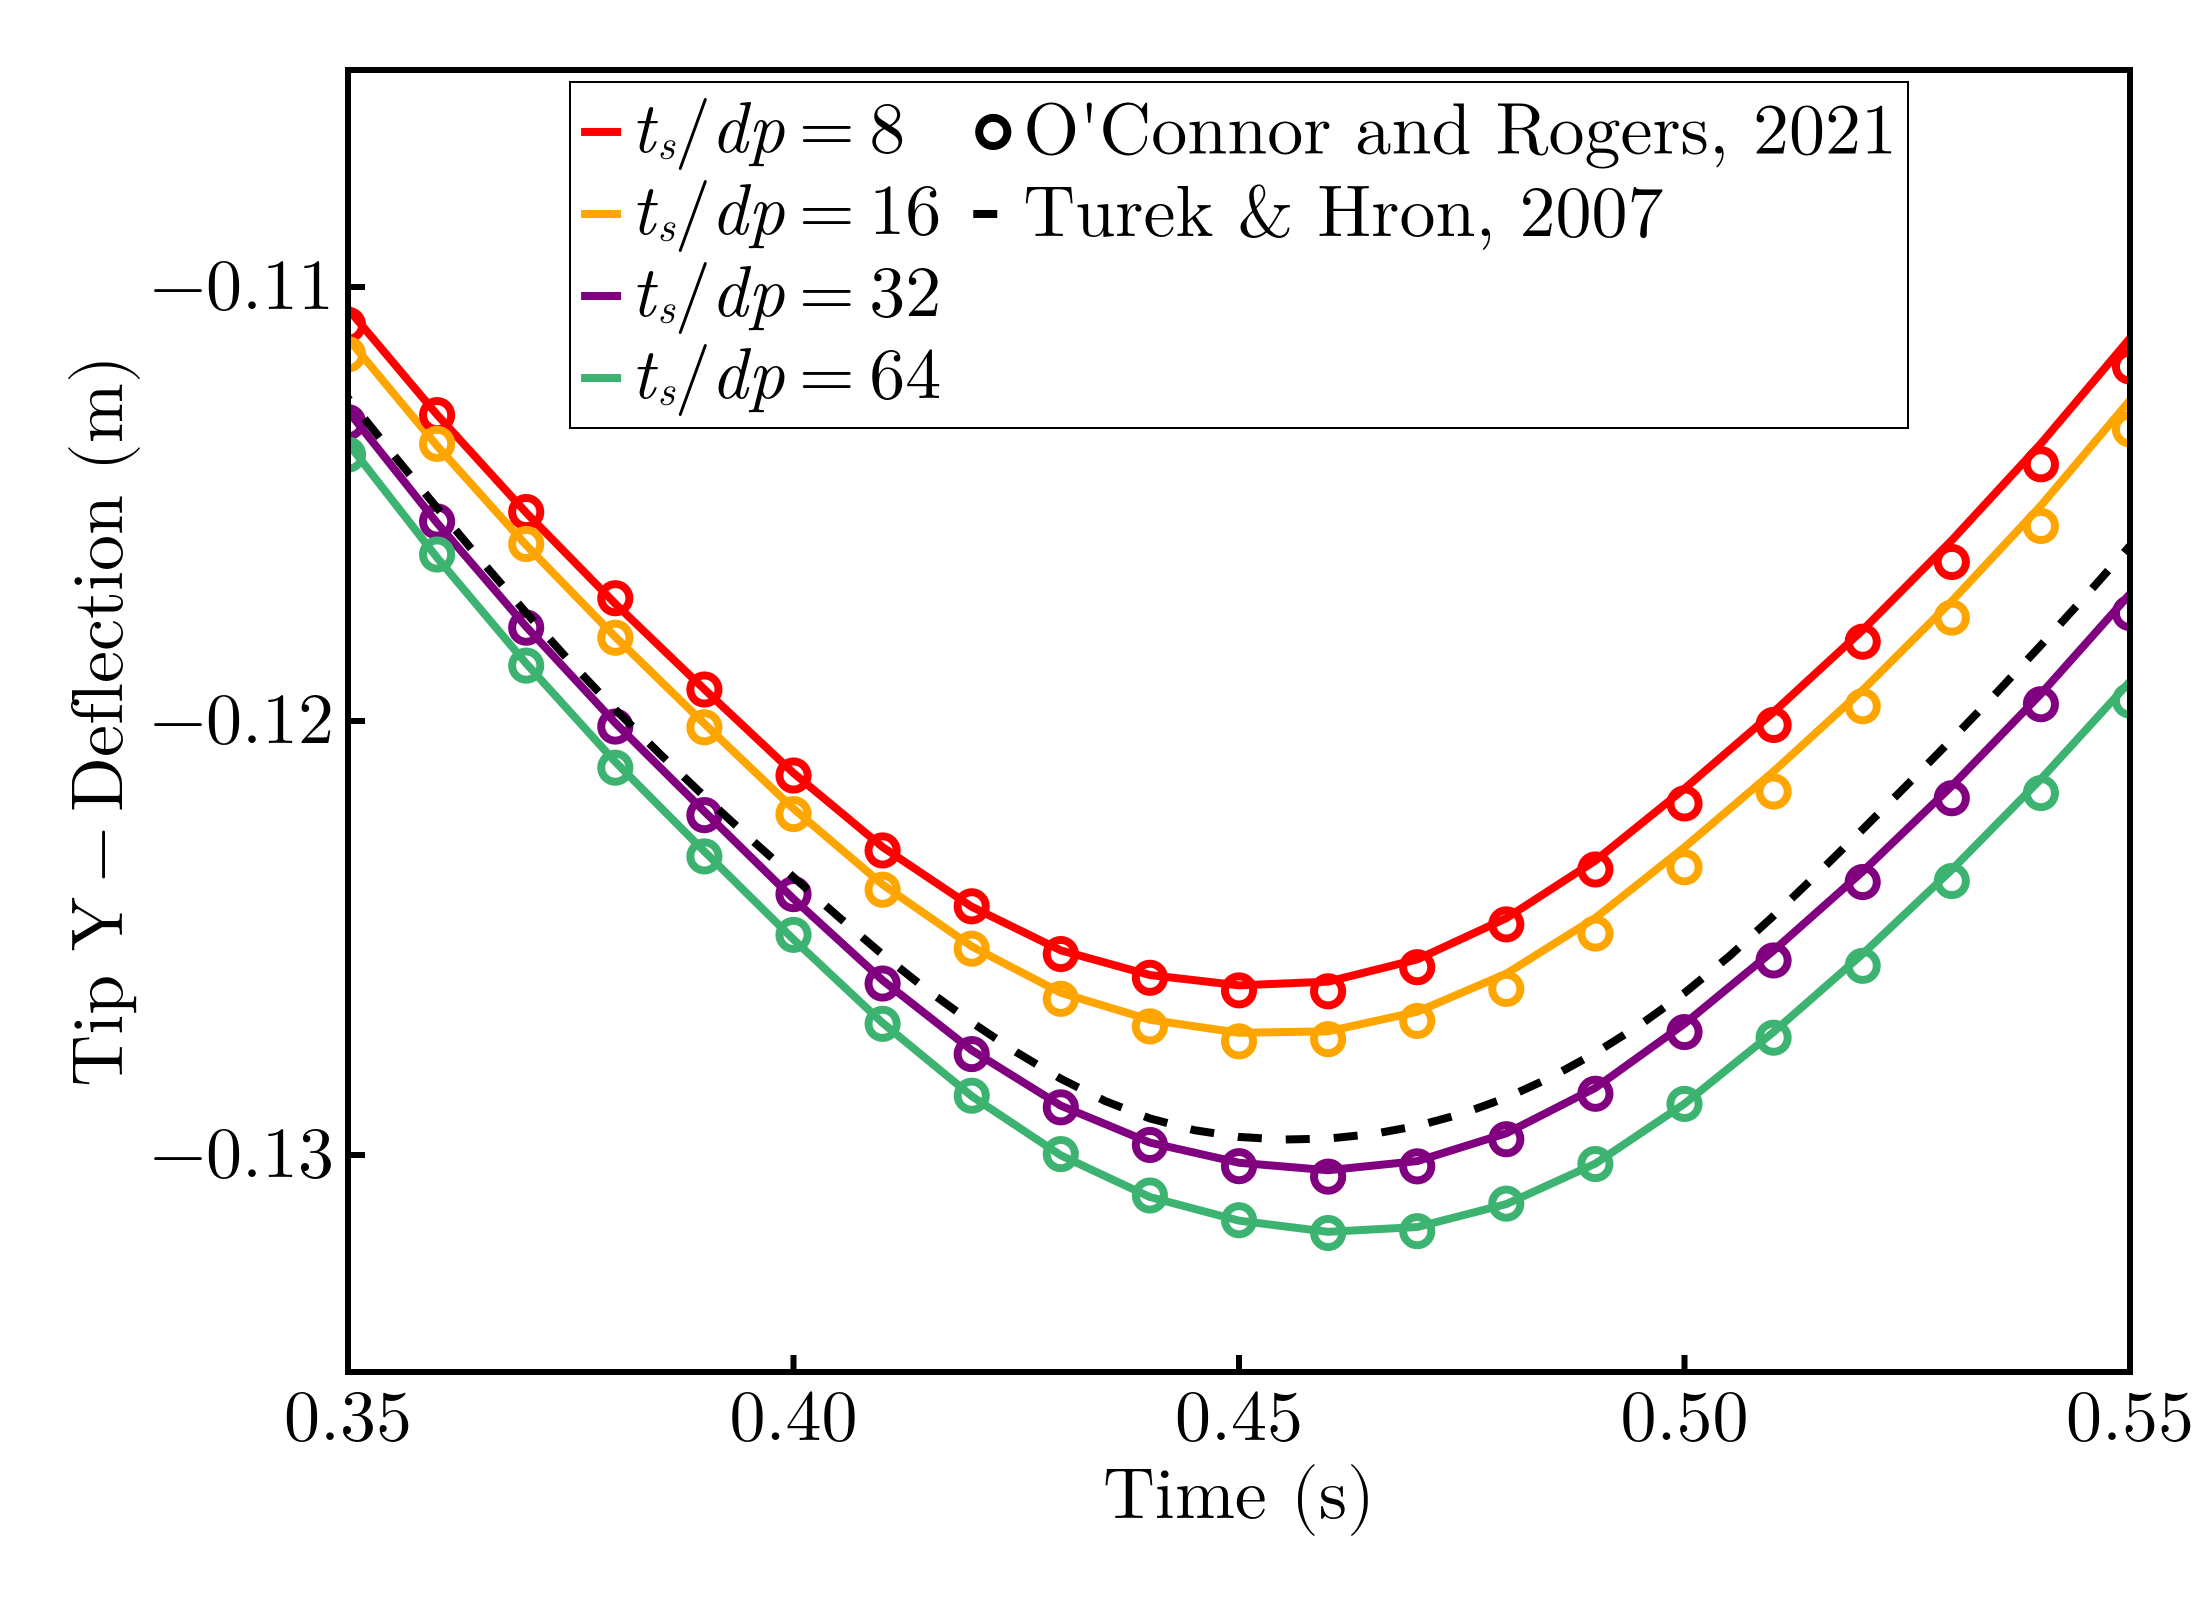 t_s/dp = 8
O'Connor and Rogers, 2021
t_s/dp = 16
Turek & Hron, 2007
t_s/dp = 32
t_s/dp = 64
−0.11
−0.12
−0.13
Tip Y − Deflection (m)
0.35 0.40 0.45 0.50 0.55
Time (s)